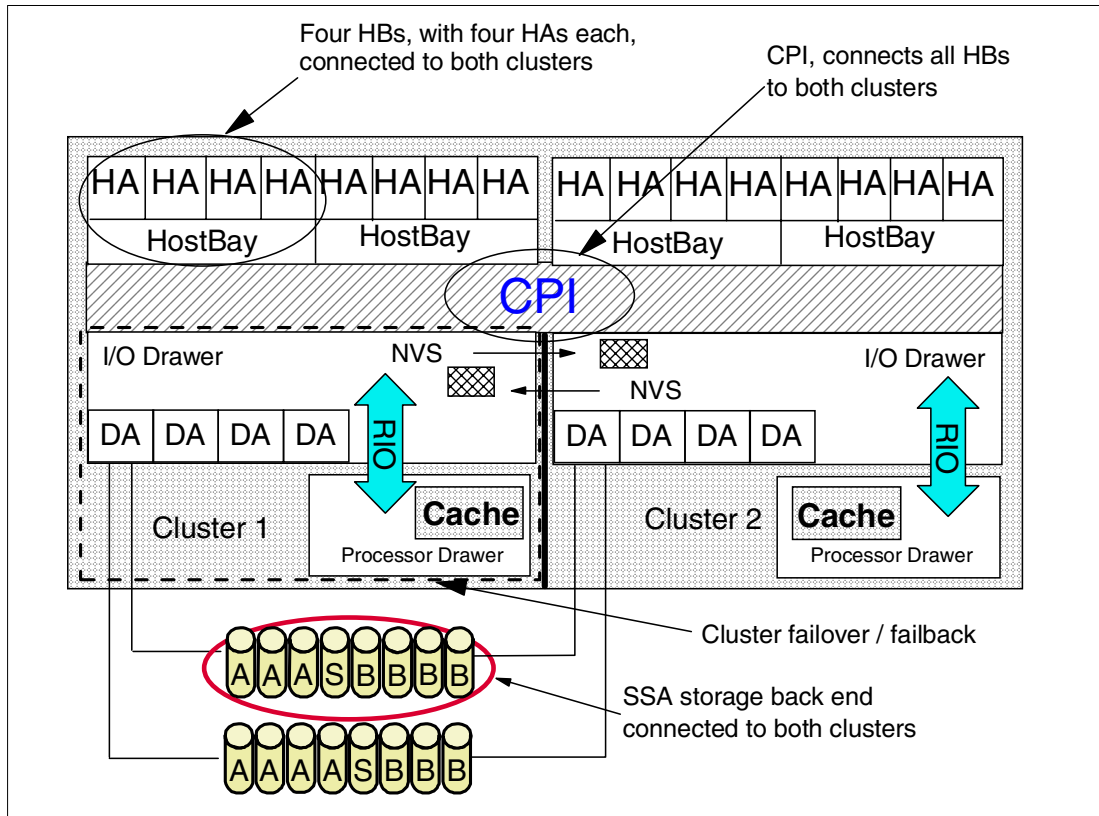 Four HBs, with four HAs each,
connected to both clusters
CPI, connects all HBs
to both clusters
HA HA HA HA HA HA HA HA
HA HA HA HA HA HA HA HA
HostBay HostBay
HostBay HostBay
CPI
I/O Drawer
NVS
NVS
I/O Drawer
DA DA DA DA
RIO
DA DA DA DA
RIO
Cluster 1
Cache
Processor Drawer
Cluster 2
Cache
Processor Drawer
Cluster failover / failback
A A A S B B B B
SSA storage back end
connected to both clusters
A A A A S B B B